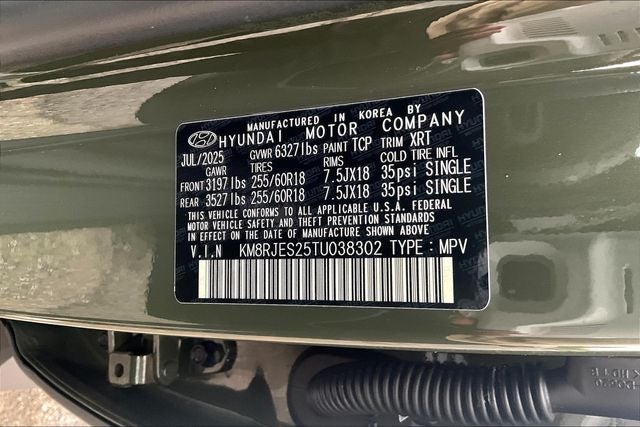 MANUFACTURED IN KOREA BY
HYUNDAI MOTOR COMPANY
JUL/2025 GVWR 6327lbs PAINT TCP TRIM XRT
GAWR TIRES RIMS COLD TIRE INFL
FRONT 3197lbs 255/60R18 7.5JX18 35psi SINGLE
REAR 3527lbs 255/60R18 7.5JX18 35psi SINGLE
THIS VEHICLE CONFORMS TO ALL APPLICABLE U.S.A. FEDERAL
MOTOR VEHICLE SAFETY AND THEFT PREVENTION STANDARDS
IN EFFECT ON THE DATE OF MANUFACTURE SHOWN ABOVE
V.I.N KM8RJES25TU038302 TYPE : MPV